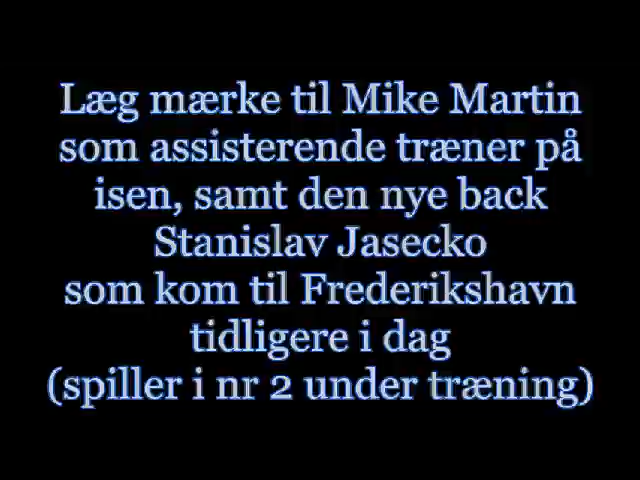 Læg mærke til Mike Martin
som assisterende træner på
isen, samt den nye back
Stanislav Jasecko
som kom til Frederikshavn
tidligere i dag
(spiller i nr 2 under træning)